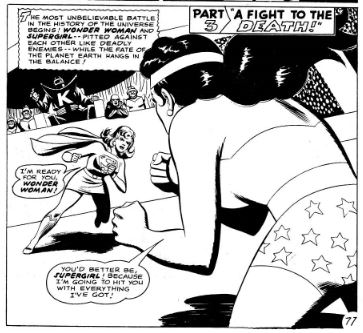 THE MOST UNBELIEVABLE BATTLE
IN THE HISTORY OF THE UNIVERSE
BEGINS! WONDER WOMAN AND
SUPERGIRL -- PITTED AGAINST
EACH OTHER LIKE DEADLY
ENEMIES -- WHILE THE FATE OF
THE PLANET EARTH HANGS IN
THE BALANCE!
PART 3 "A FIGHT TO THE
DEATH!"
K
I'M READY
FOR YOU,
WONDER
WOMAN!
S
YOU'D BETTER BE,
SUPERGIRL! BECAUSE
I'M GOING TO HIT YOU
WITH EVERYTHING
I'VE GOT!
77